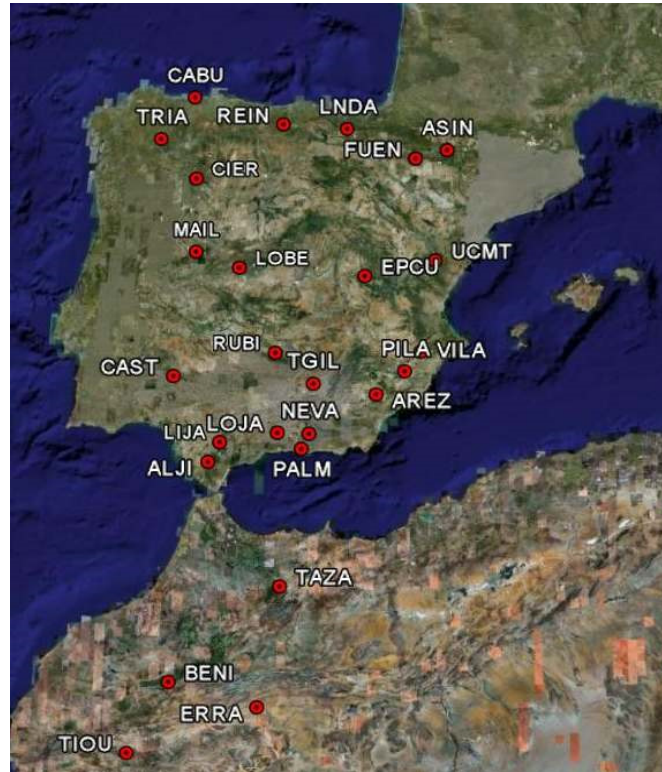 CABU
TRIA
REIN
LNDA
ASIN
FUEN
CIER
MAIL
LOBE
UCMT
EPCU
RUBI
TGIL
PILA
VILA
CAST
AREZ
LIJA
LOJA
NEVA
ALJI
PALM
TAZA
BENI
ERRA
TIOU